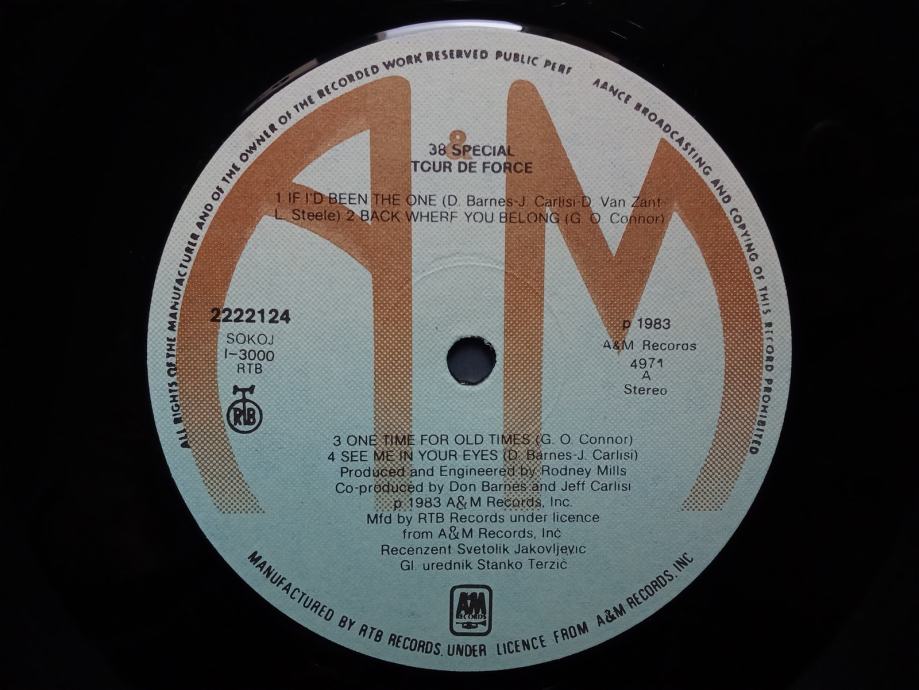 ALL RIGHTS OF THE MANUFACTURER AND OF THE OWNER OF THE RECORDED WORK RESERVED PUBLIC PERF AANCE BROADCASTING AND COPYING OF THIS RECORD PROHIBITED
&
38 SPECIAL
TOUR DE FORCE
1 IF I'D BEEN THE ONE (D. Barnes-J. Carlisi-D. Van Zant-
L. Steele) 2 BACK WHERE YOU BELONG (G. O. Connor)
2222124
SOKOJ
I-3000
RTB
RTB
p 1983
A&M Records
4971
A
Stereo
3 ONE TIME FOR OLD TIMES (G. O. Connor)
4 SEE ME IN YOUR EYES (D. Barnes-J. Carlisi)
Produced and Engineered by Rodney Mills
Co-produced by Don Barnes and Jeff Carlisi
p 1983 A&M Records, Inc.
Mfd by RTB Records under licence
from A&M Records, Inc
Recenzent Svetolik Jakovljević
Gl. urednik Stanko Terzić
A&M
RECORDS
MANUFACTURED BY RTB RECORDS, UNDER LICENCE FROM A&M RECORDS, INC